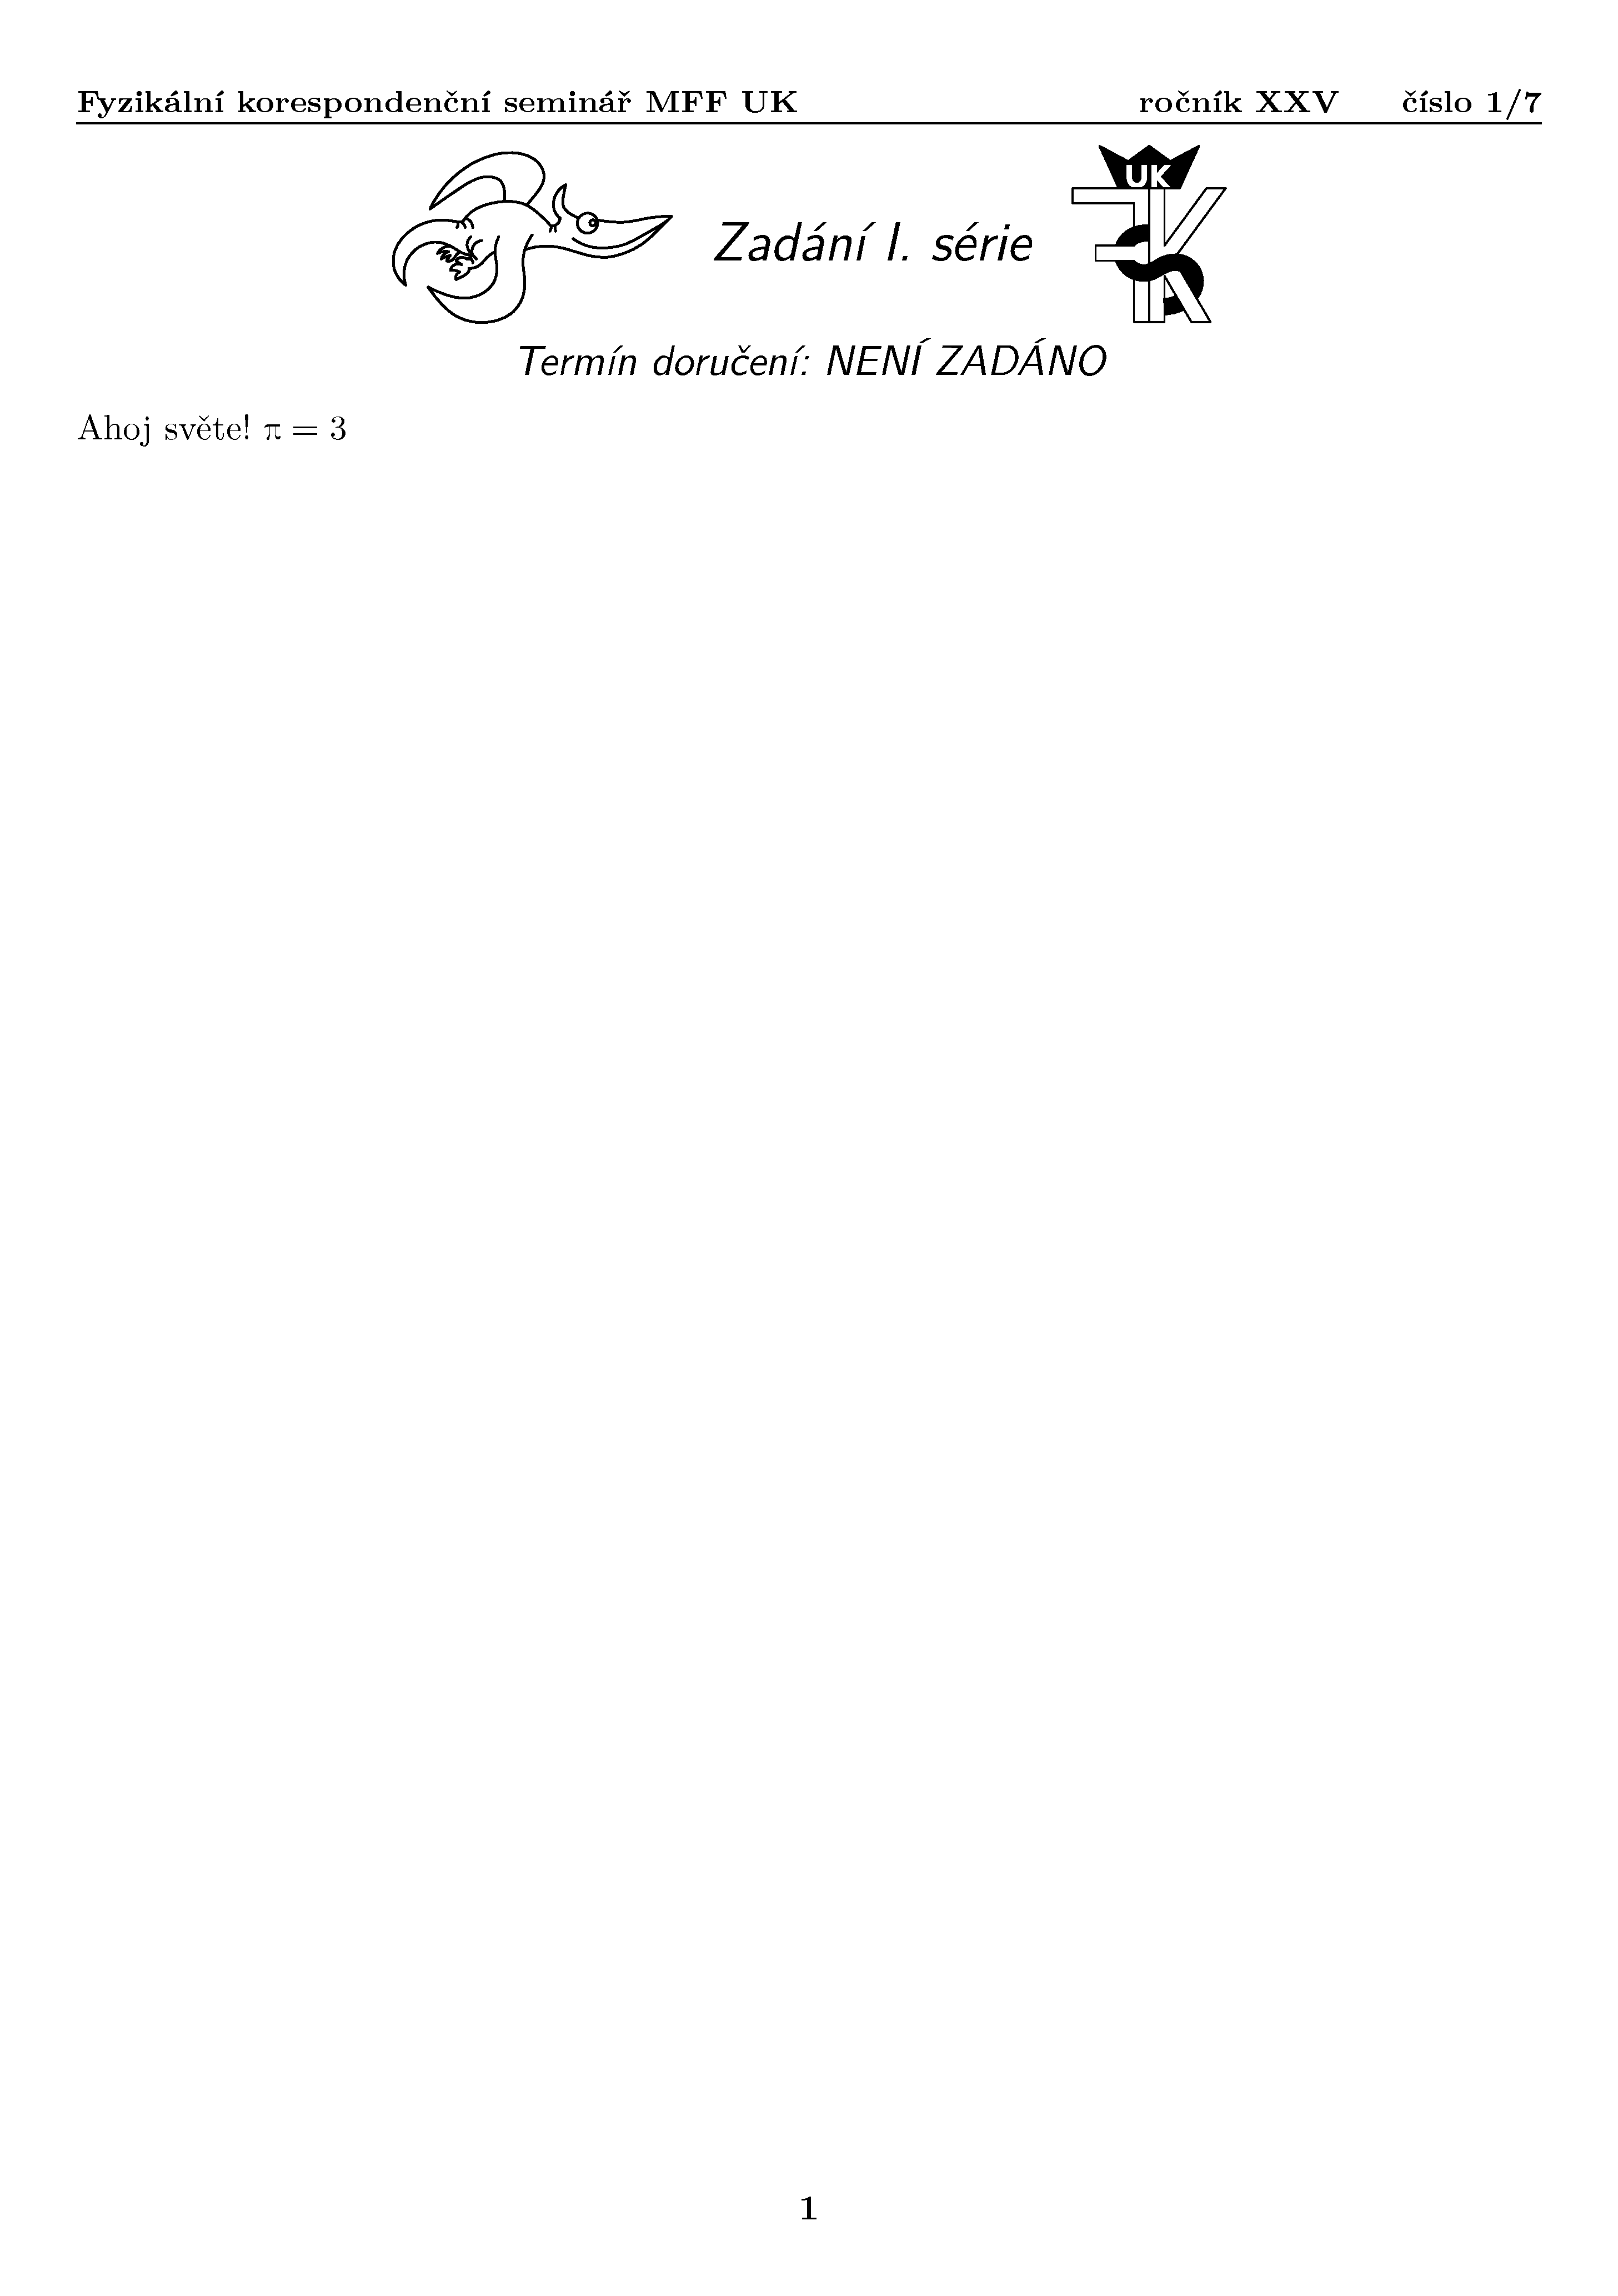 Fyzikální korespondenční seminář MFF UK ročník XXV číslo 1/7
UK
FKS
Zadání I. série
Termín doručení: NENÍ ZADÁNO
Ahoj světe! π = 3
1